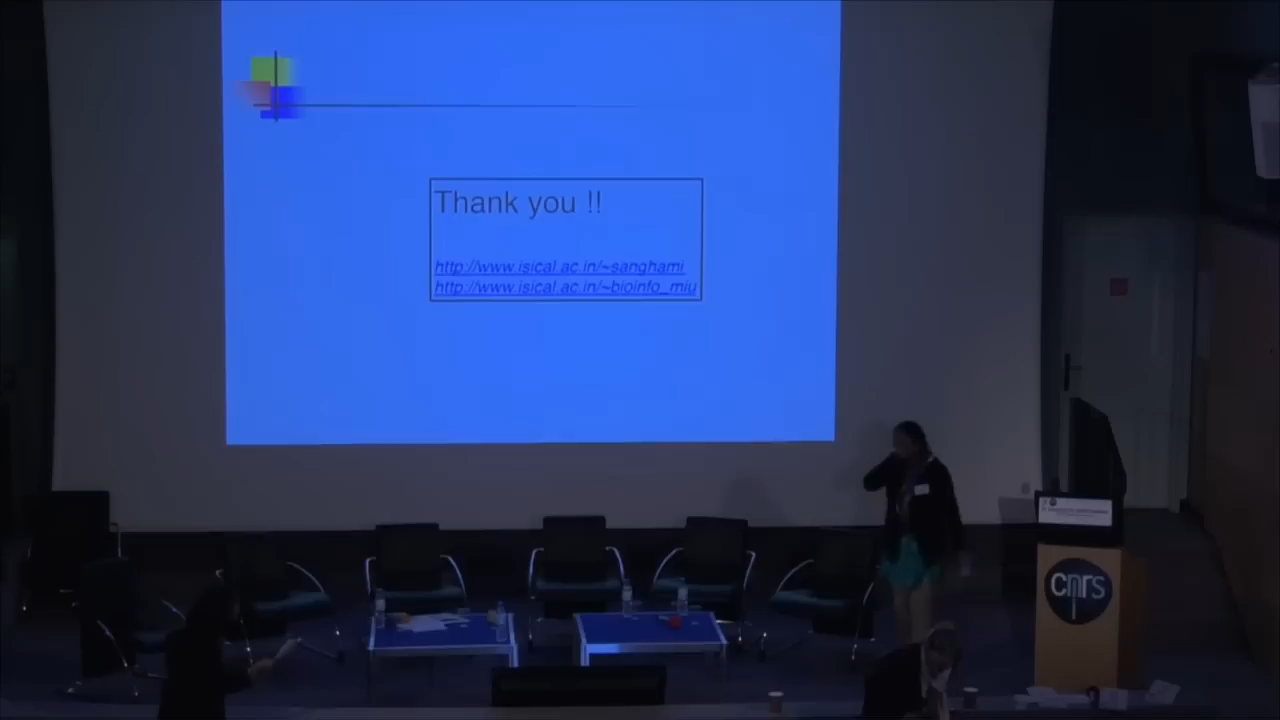 Thank you !!
http://www.isical.ac.in/~sanghami
http://www.isical.ac.in/~bioinfo_miu
cnrs